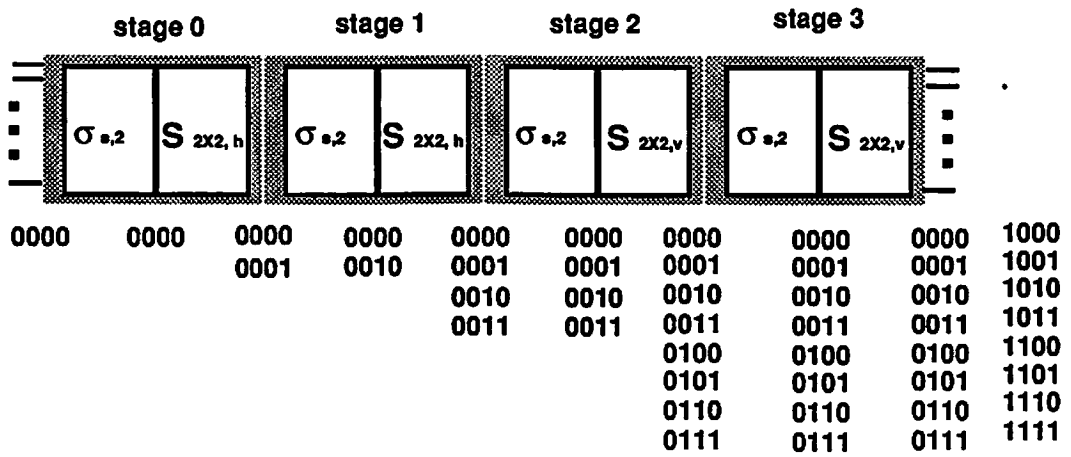 stage 0 stage 1 stage 2 stage 3
σ s,2 S 2X2, h σ s,2 S 2X2, h σ s,2 S 2X2,v σ s,2 S 2X2,v
0000 0000 0000 0000 0000 0000 0000 0000 0000 1000
0001 0010 0001 0001 0001 0001 0001 1001
0010 0010 0010 0010 0010 1010
0011 0011 0011 0011 0011 1011
0100 0100 0100 1100
0101 0101 0101 1101
0110 0110 0110 1110
0111 0111 0111 1111